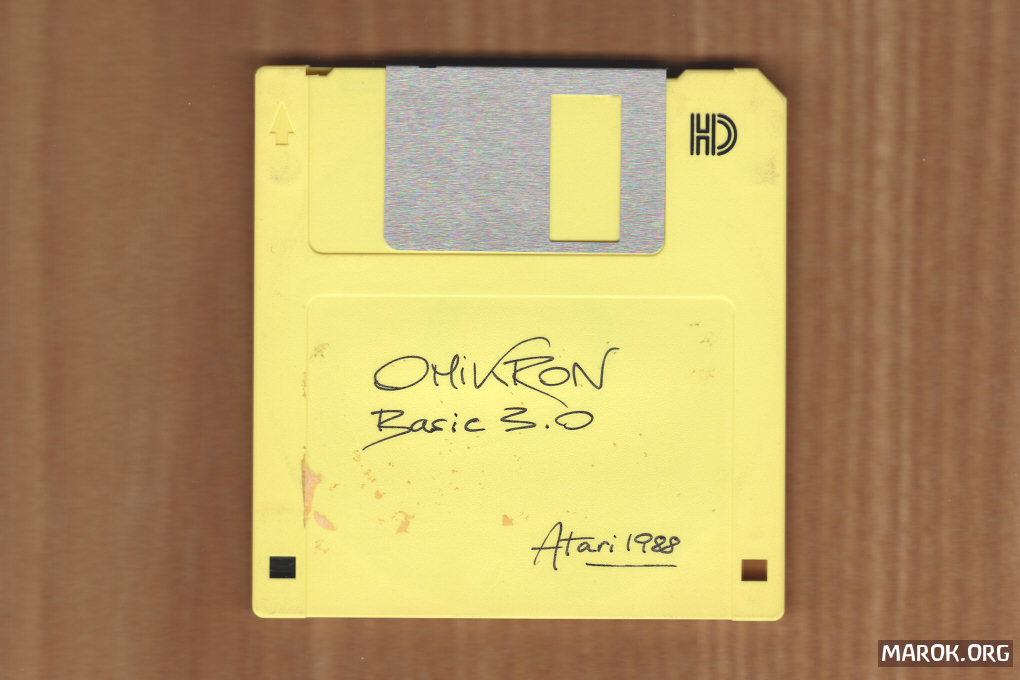 HD
OMiKRON
Basic 3.0
Atari 1988
MAROK.ORG